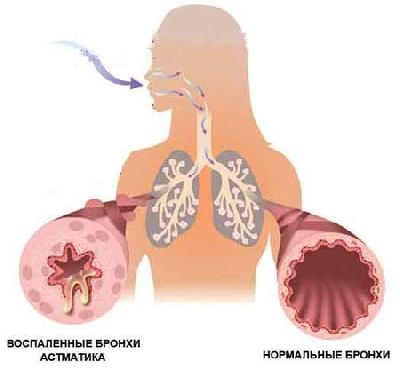 ВОСПАЛЕННЫЕ БРОНХИ
АСТМАТИКА
НОРМАЛЬНЫЕ БРОНХИ